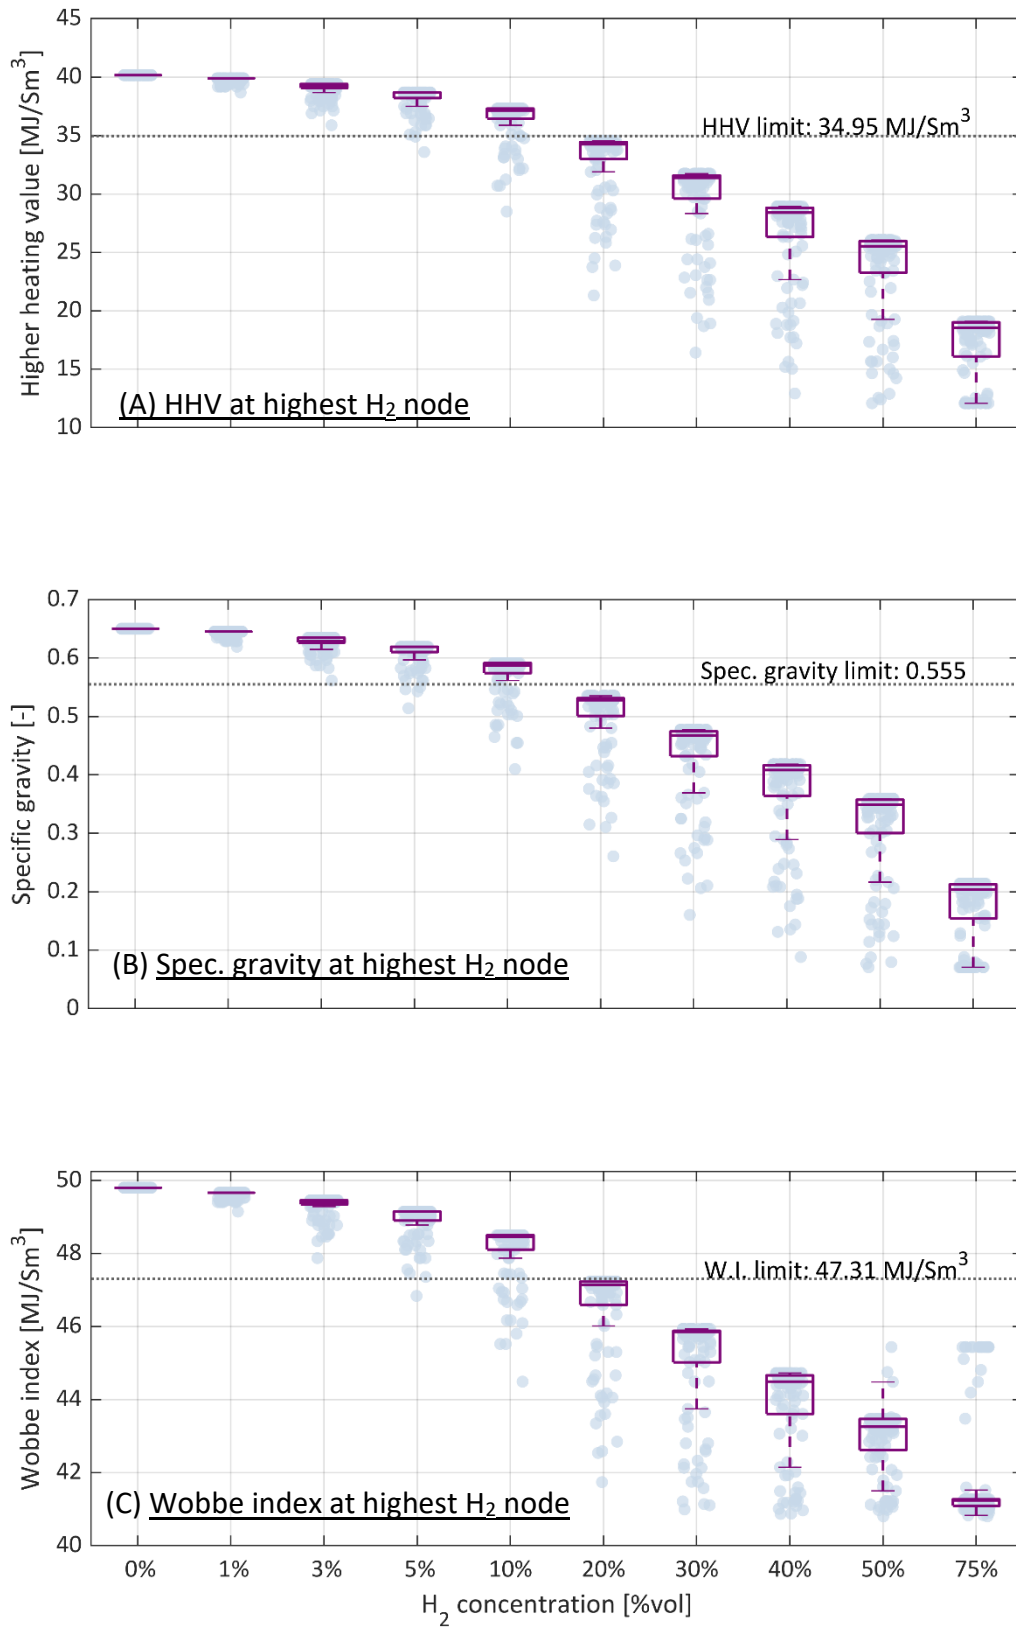 45
40
35
30
25
20
15
10
Higher heating value [MJ/Sm³]
HHV limit: 34.95 MJ/Sm³
(A) HHV at highest H₂ node
0.7
0.6
0.5
0.4
0.3
0.2
0.1
0
Specific gravity [-]
Spec. gravity limit: 0.555
(B) Spec. gravity at highest H₂ node
50
48
46
44
42
40
Wobbe index [MJ/Sm³]
W.I. limit: 47.31 MJ/Sm³
(C) Wobbe index at highest H₂ node
0% 1% 3% 5% 10% 20% 30% 40% 50% 75%
H₂ concentration [%vol]